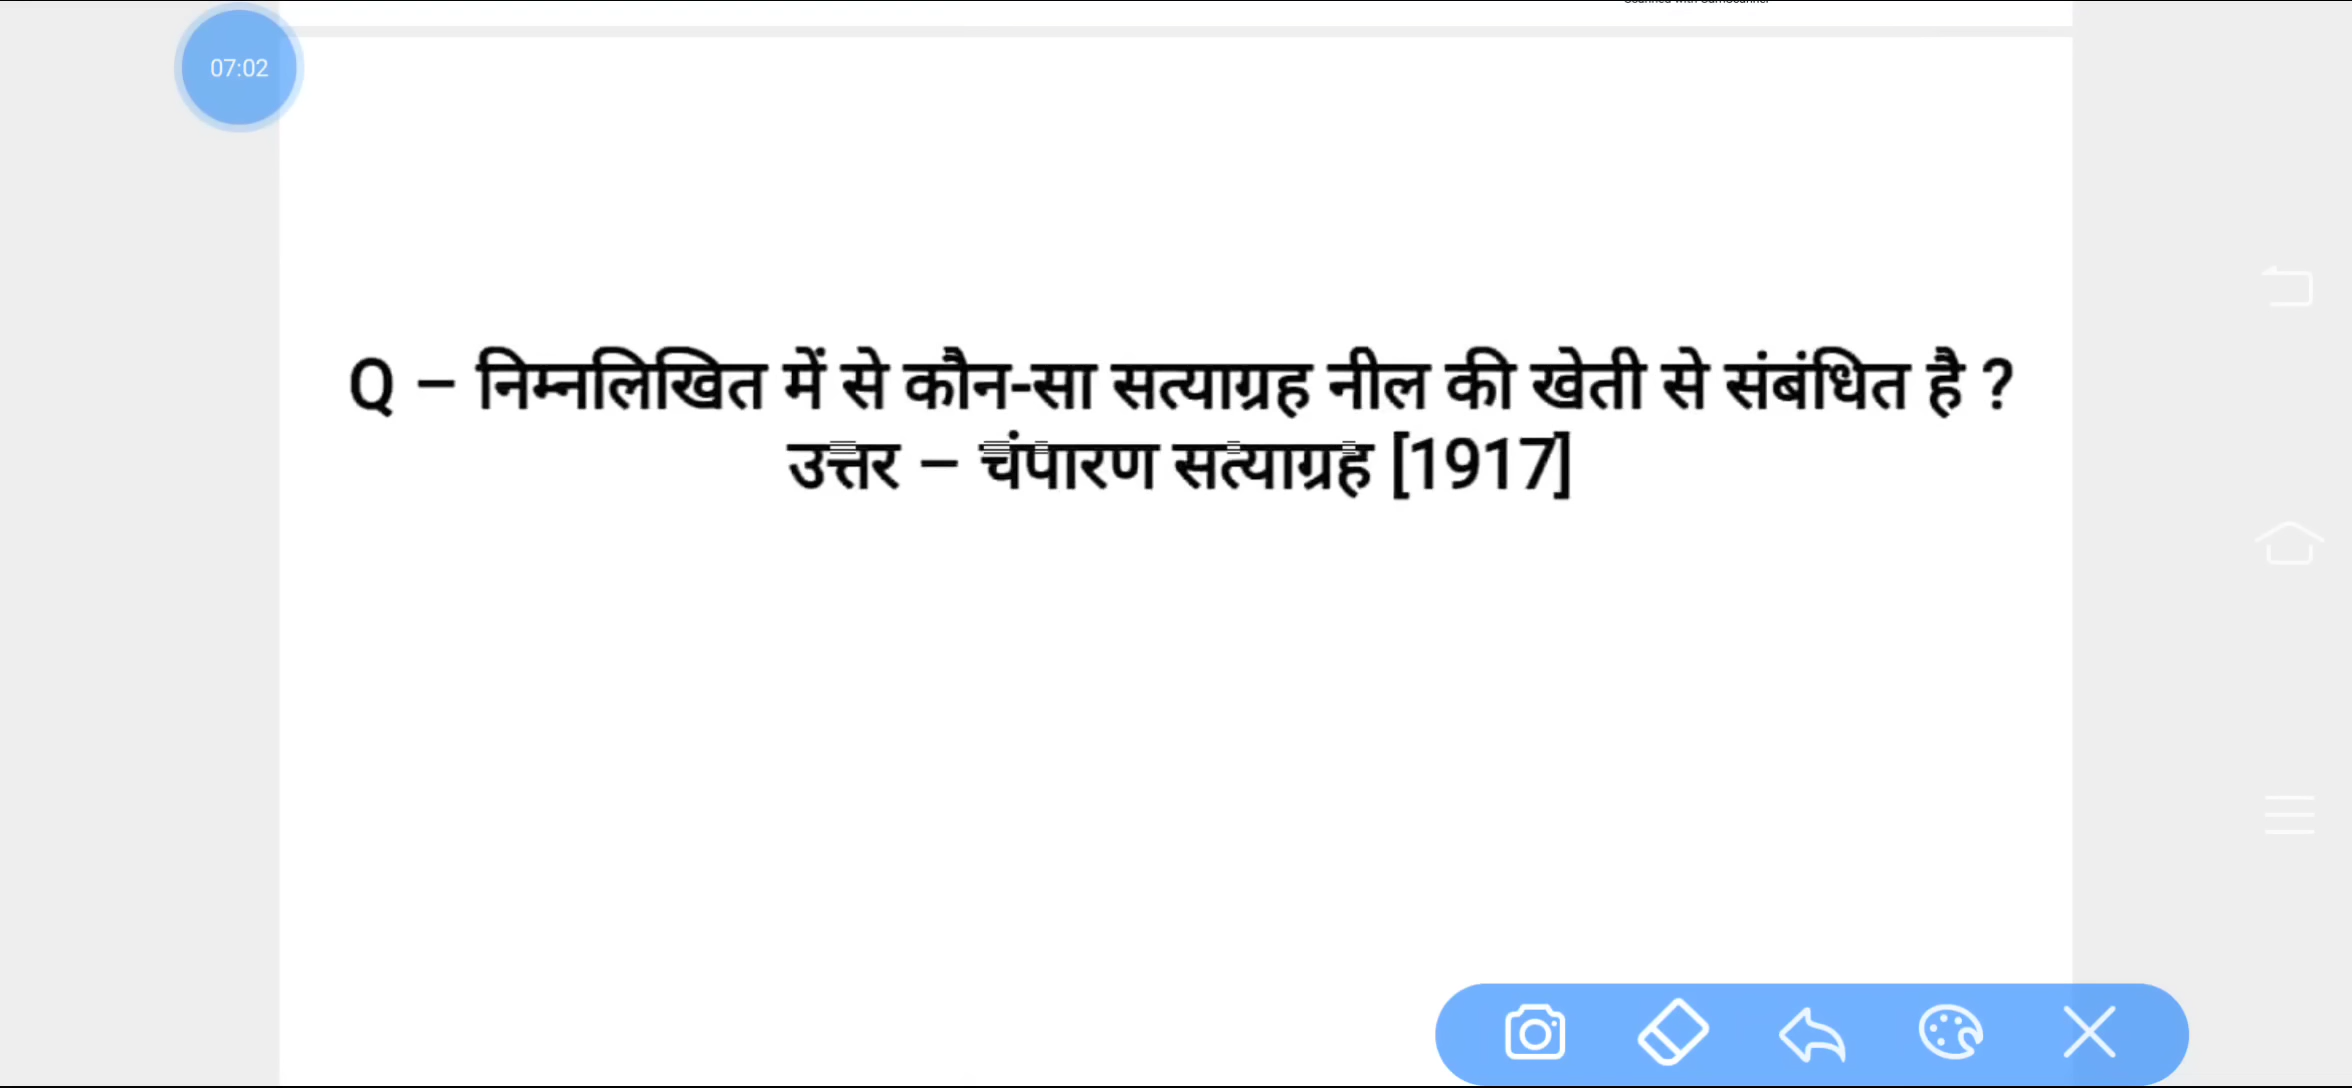 07:02
Q – निम्नलिखित में से कौन-सा सत्याग्रह नील की खेती से संबंधित है ?
उत्तर – चंपारण सत्याग्रह [1917]